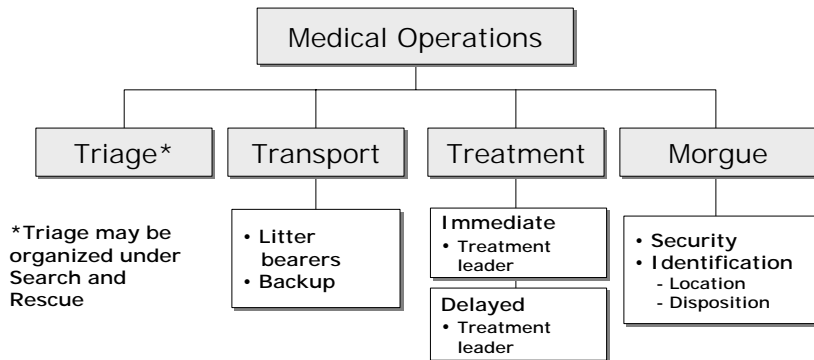 Medical Operations
Triage*
Transport
Treatment
Morgue
*Triage may be
organized under
Search and
Rescue
• Litter
bearers
• Backup
Immediate
• Treatment
leader
Delayed
• Treatment
leader
• Security
• Identification
- Location
- Disposition